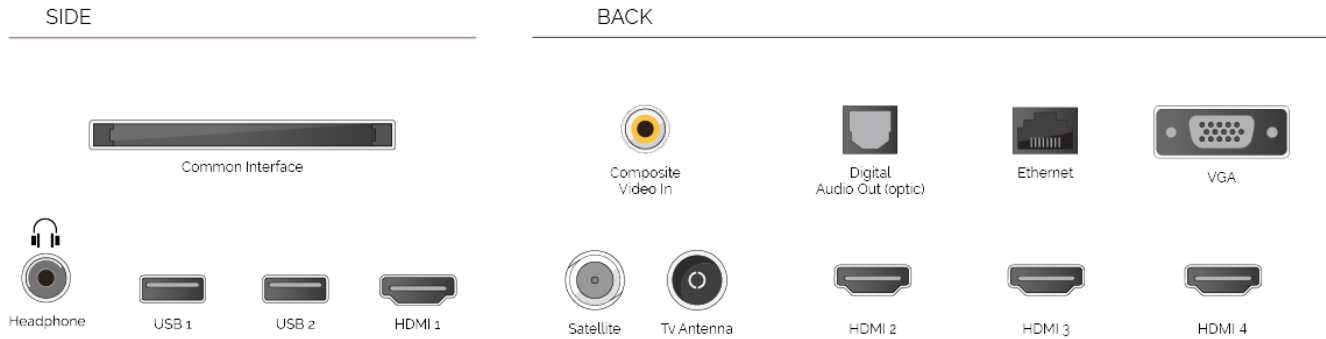 SIDE
BACK
Common Interface
Composite
Video In
Digital
Audio Out (optic)
Ethernet
VGA
Headphone
USB 1
USB 2
HDMI 1
Satellite
Tv Antenna
HDMI 2
HDMI 3
HDMI 4